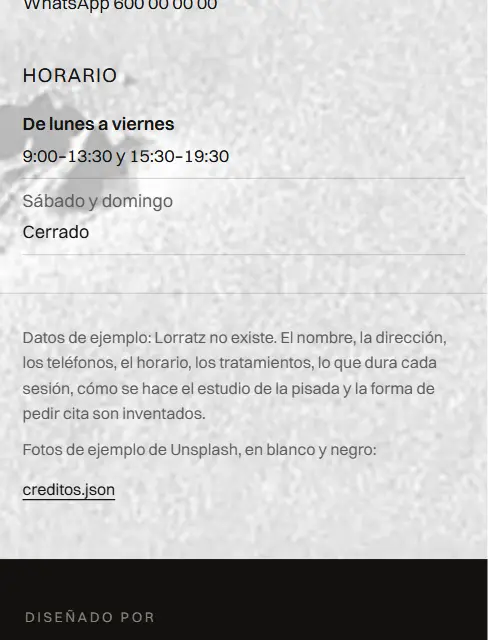 WhatsApp 600 00 00 00
HORARIO
De lunes a viernes
9:00–13:30 y 15:30–19:30
Sábado y domingo
Cerrado
Datos de ejemplo: Lorratz no existe. El nombre, la dirección,
los teléfonos, el horario, los tratamientos, lo que dura cada
sesión, cómo se hace el estudio de la pisada y la forma de
pedir cita son inventados.
Fotos de ejemplo de Unsplash, en blanco y negro:
creditos.json
DISEÑADO POR